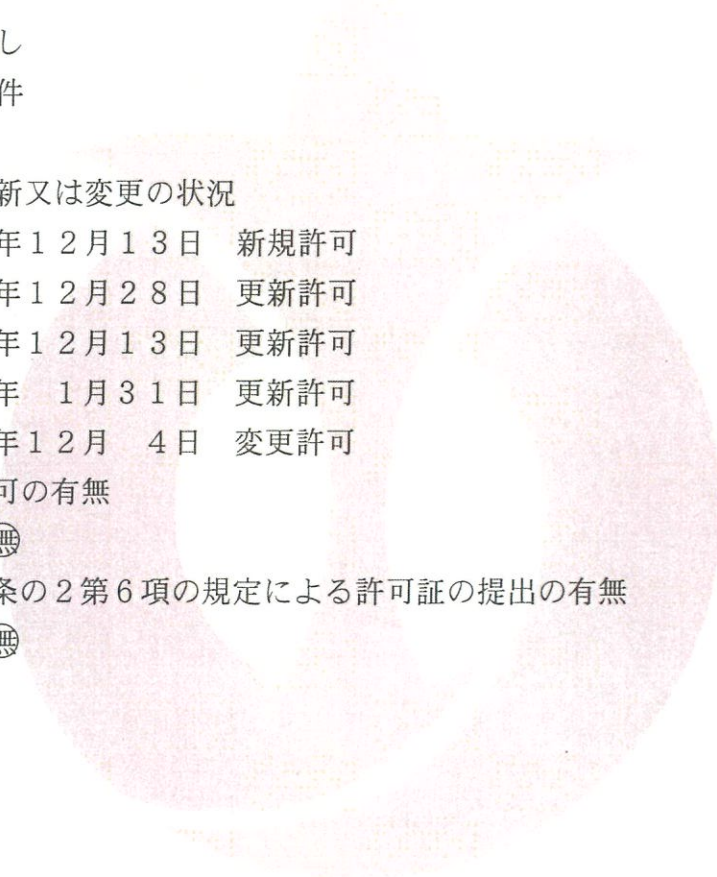 し
件
新又は変更の状況
年12月13日　新規許可
年12月28日　更新許可
年12月13日　更新許可
年　1月31日　更新許可
年12月　4日　変更許可
可の有無
㊇
条の2第6項の規定による許可証の提出の有無
無